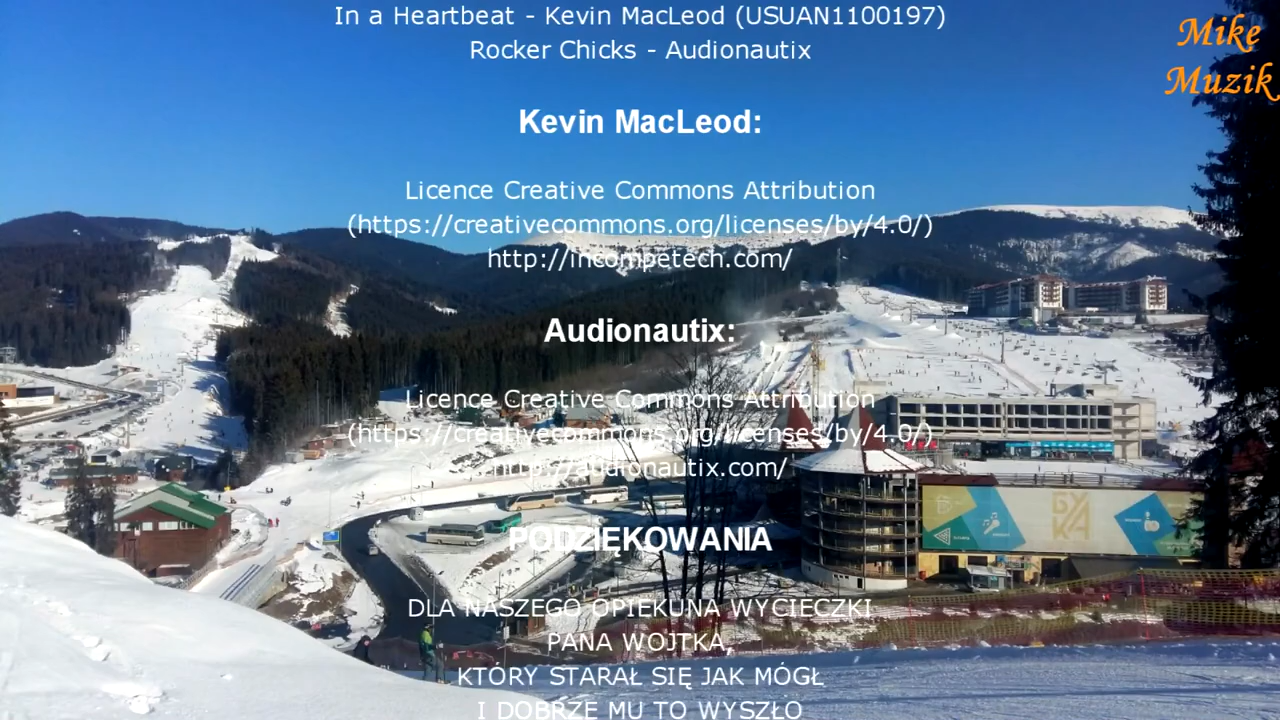 In a Heartbeat - Kevin MacLeod (USUAN1100197)
Rocker Chicks - Audionautix
Mike
Muzik
Kevin MacLeod:
Licence Creative Commons Attribution
(https://creativecommons.org/licenses/by/4.0/)
http://incompetech.com/
Audionautix:
Licence Creative Commons Attribution
(https://creativecommons.org/licenses/by/4.0/)
http://audionautix.com/
БУ
КА
PODZIĘKOWANIA
DLA NASZEGO OPIEKUNA WYCIECZKI
PANA WOJTKA,
KTÓRY STARAŁ SIĘ JAK MÓGŁ
I DOBRZE MU TO WYSZŁO